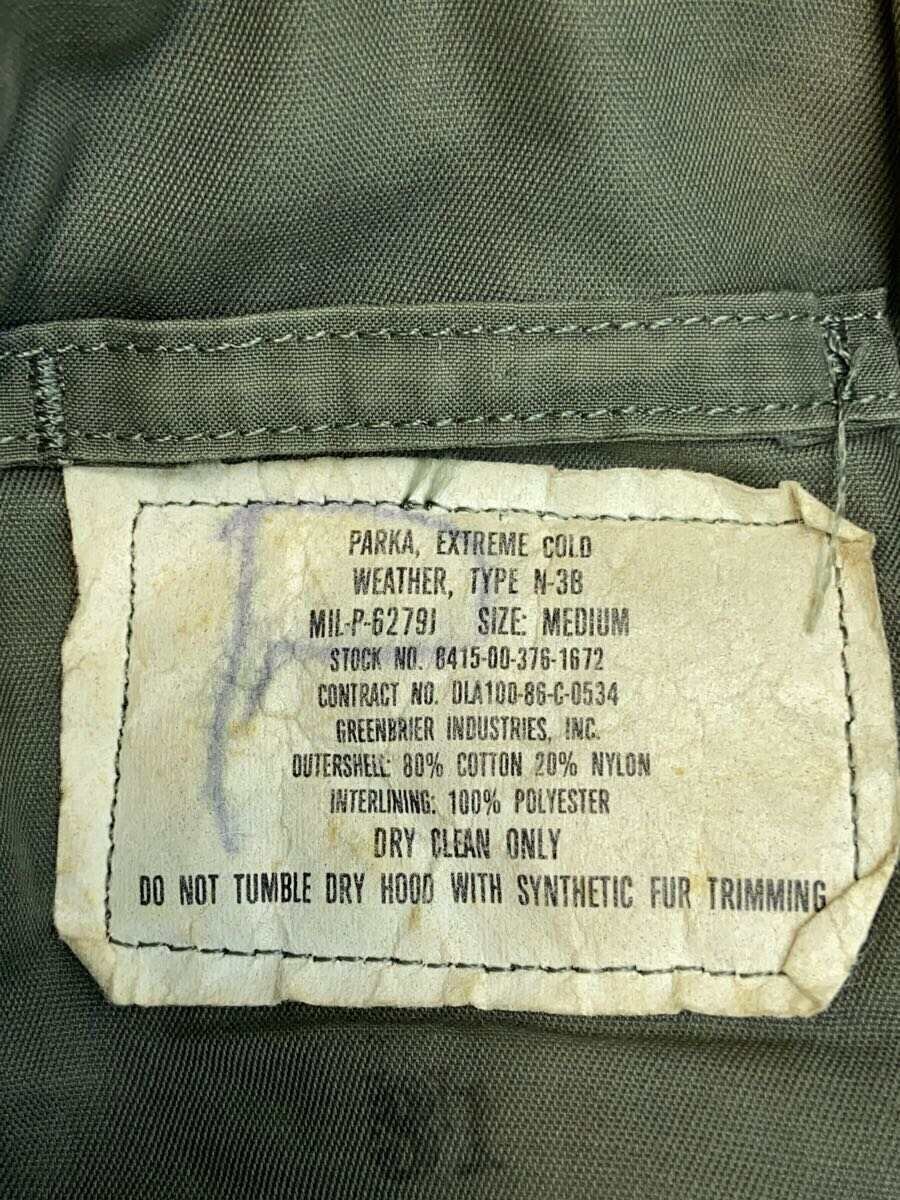 PARKA, EXTREME COLD
WEATHER, TYPE N-3B
MIL-P-6279J SIZE: MEDIUM
STOCK NO. 8415-00-376-1672
CONTRACT NO. DLA100-86-C-0534
GREENBRIER INDUSTRIES, INC.
OUTERSHELL: 80% COTTON 20% NYLON
INTERLINING: 100% POLYESTER
DRY CLEAN ONLY
DO NOT TUMBLE DRY HOOD WITH SYNTHETIC FUR TRIMMING